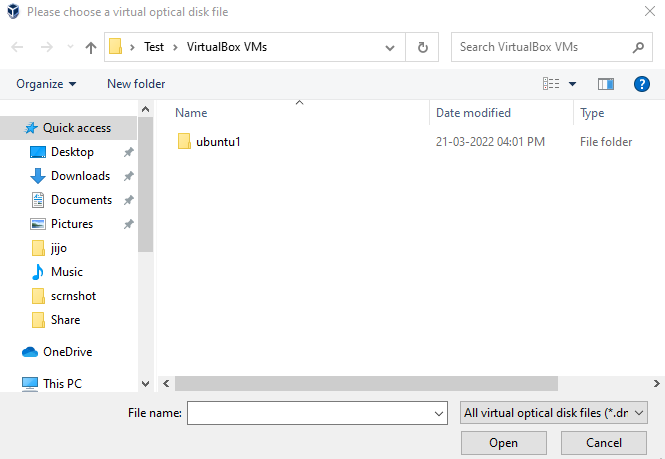 Please choose a virtual optical disk file
Test VirtualBox VMs
Search VirtualBox VMs
Organize New folder
?
Name Date modified Type
Quick access
ubuntu1 21-03-2022 04:01 PM File folder
Desktop
Downloads
Documents
Pictures
jijo
Music
scrnshot
Share
OneDrive
This PC
File name: All virtual optical disk files (*.dr
Open Cancel